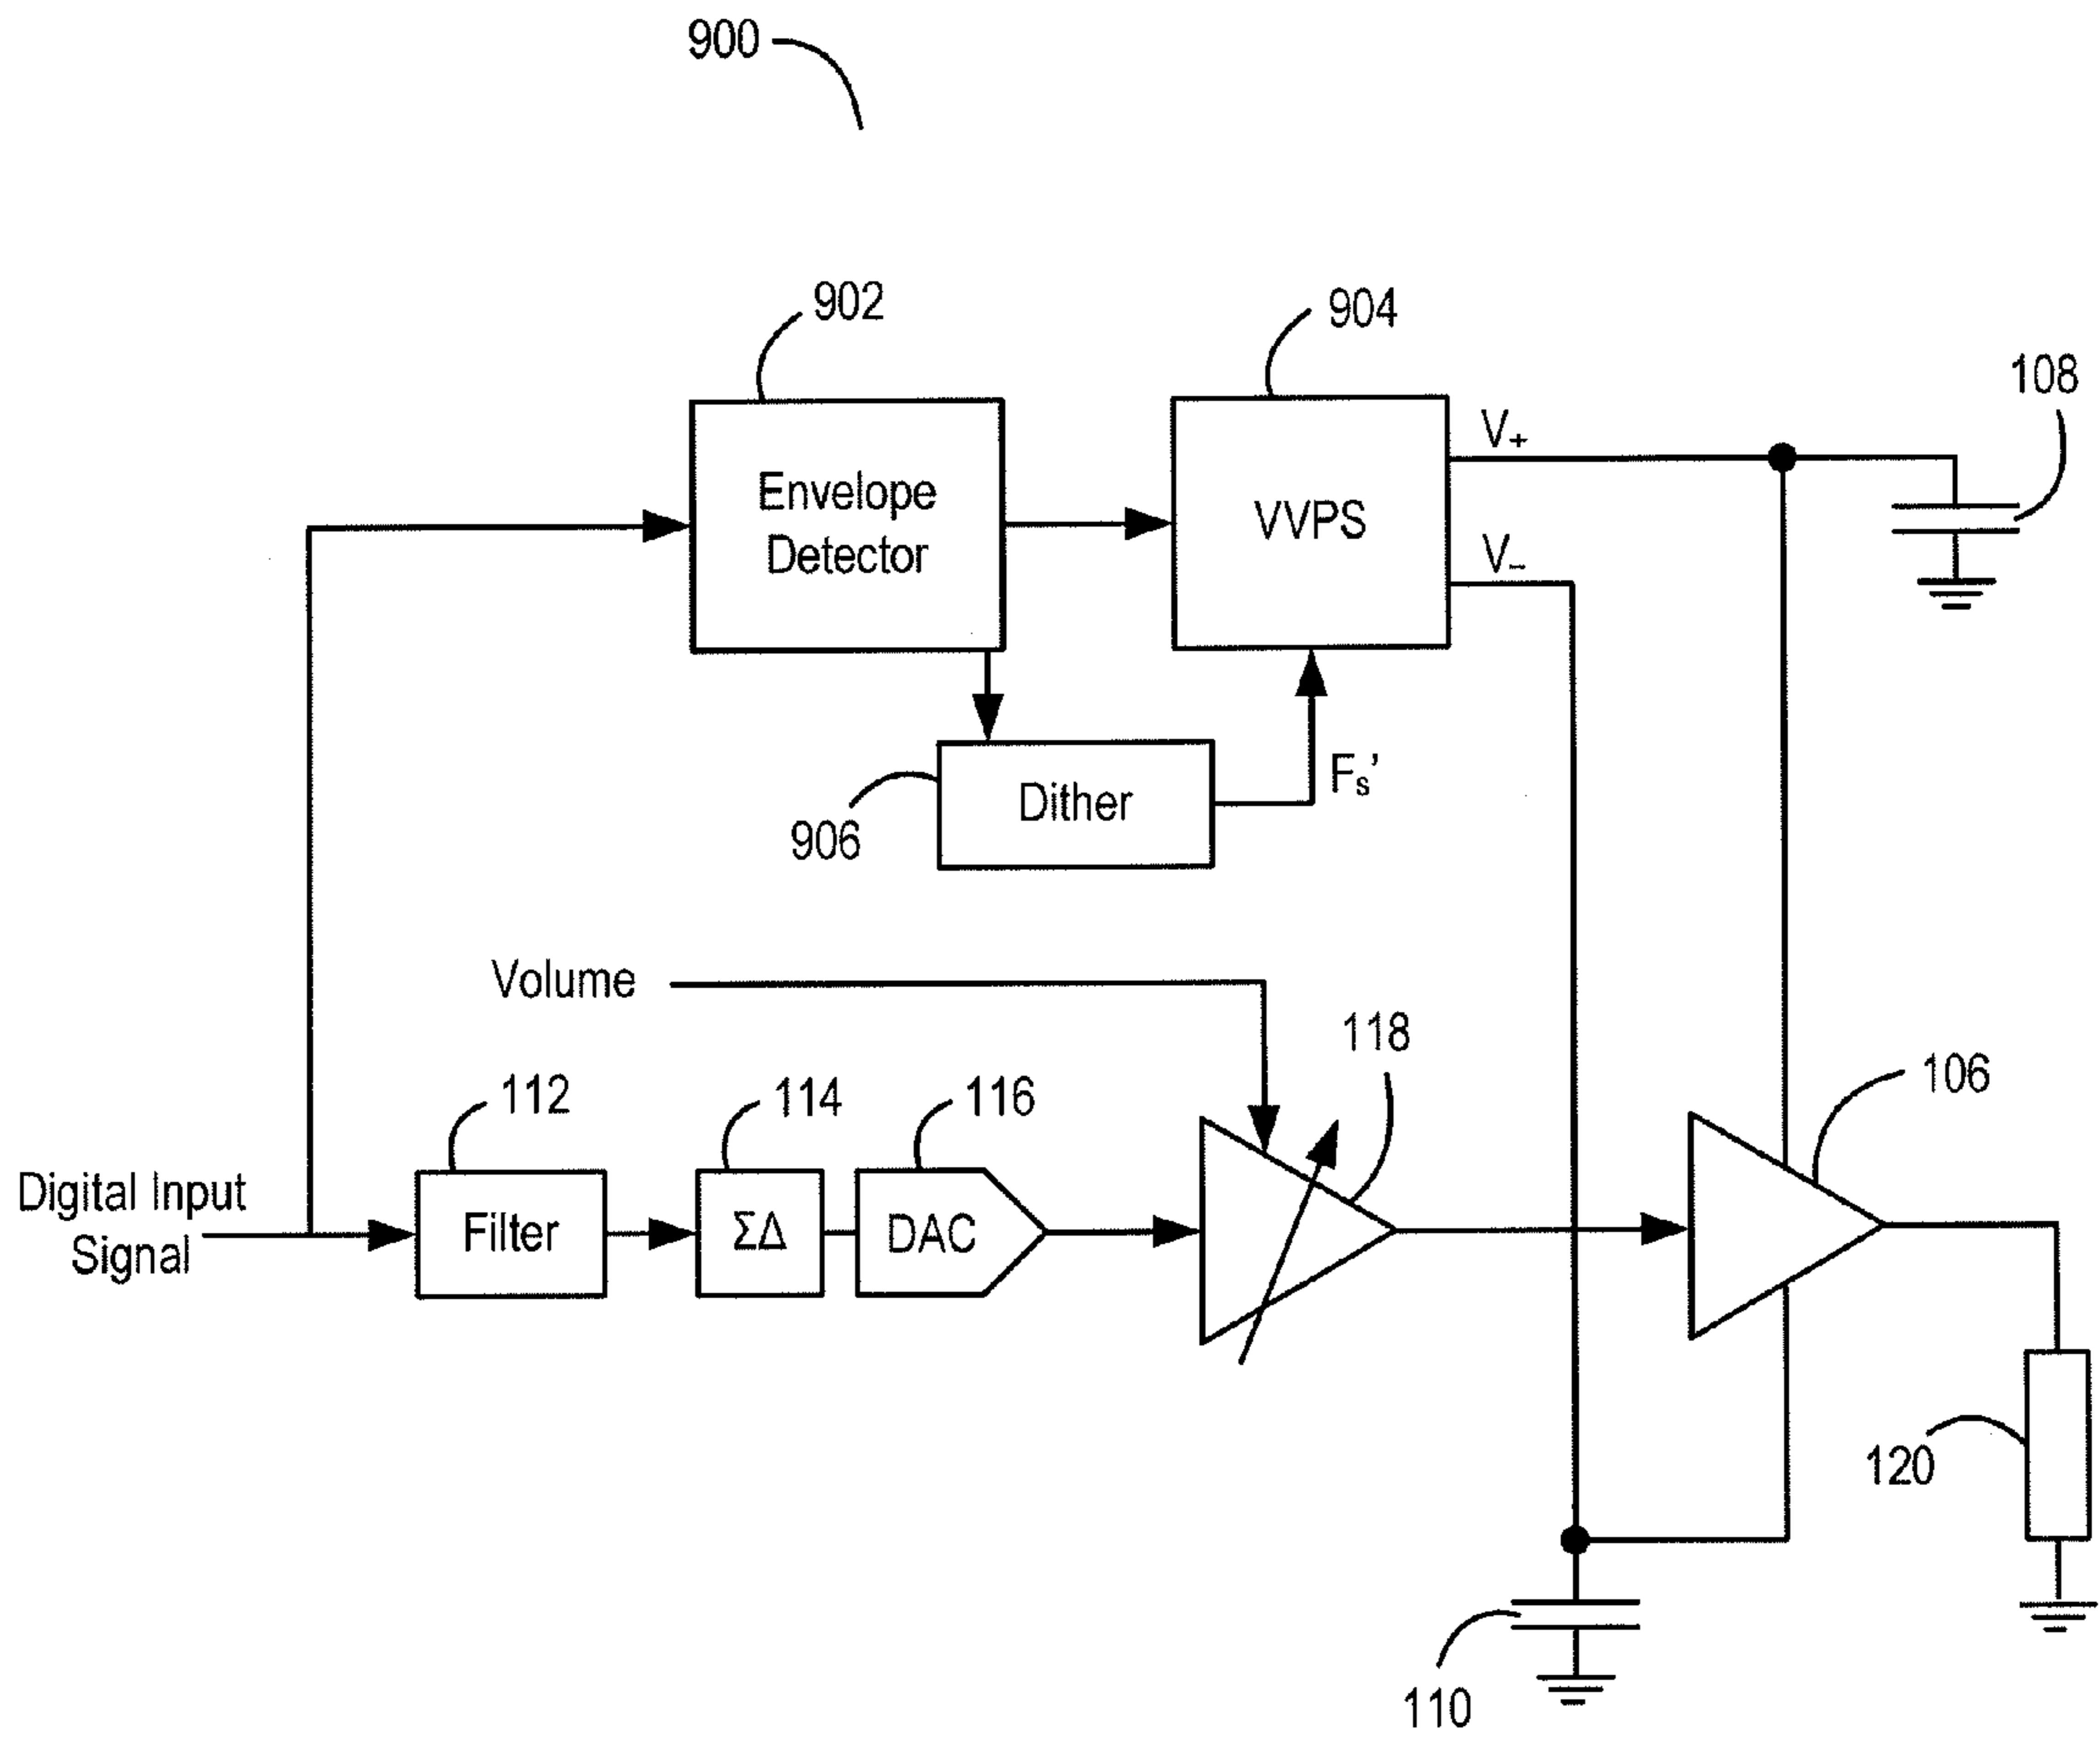 900
902
904
108
V+
Envelope
Detector
VVPS
V−
Dither
Fs'
906
Volume
118
106
112
114
116
Digital Input
Signal
Filter
ΣΔ
DAC
120
110